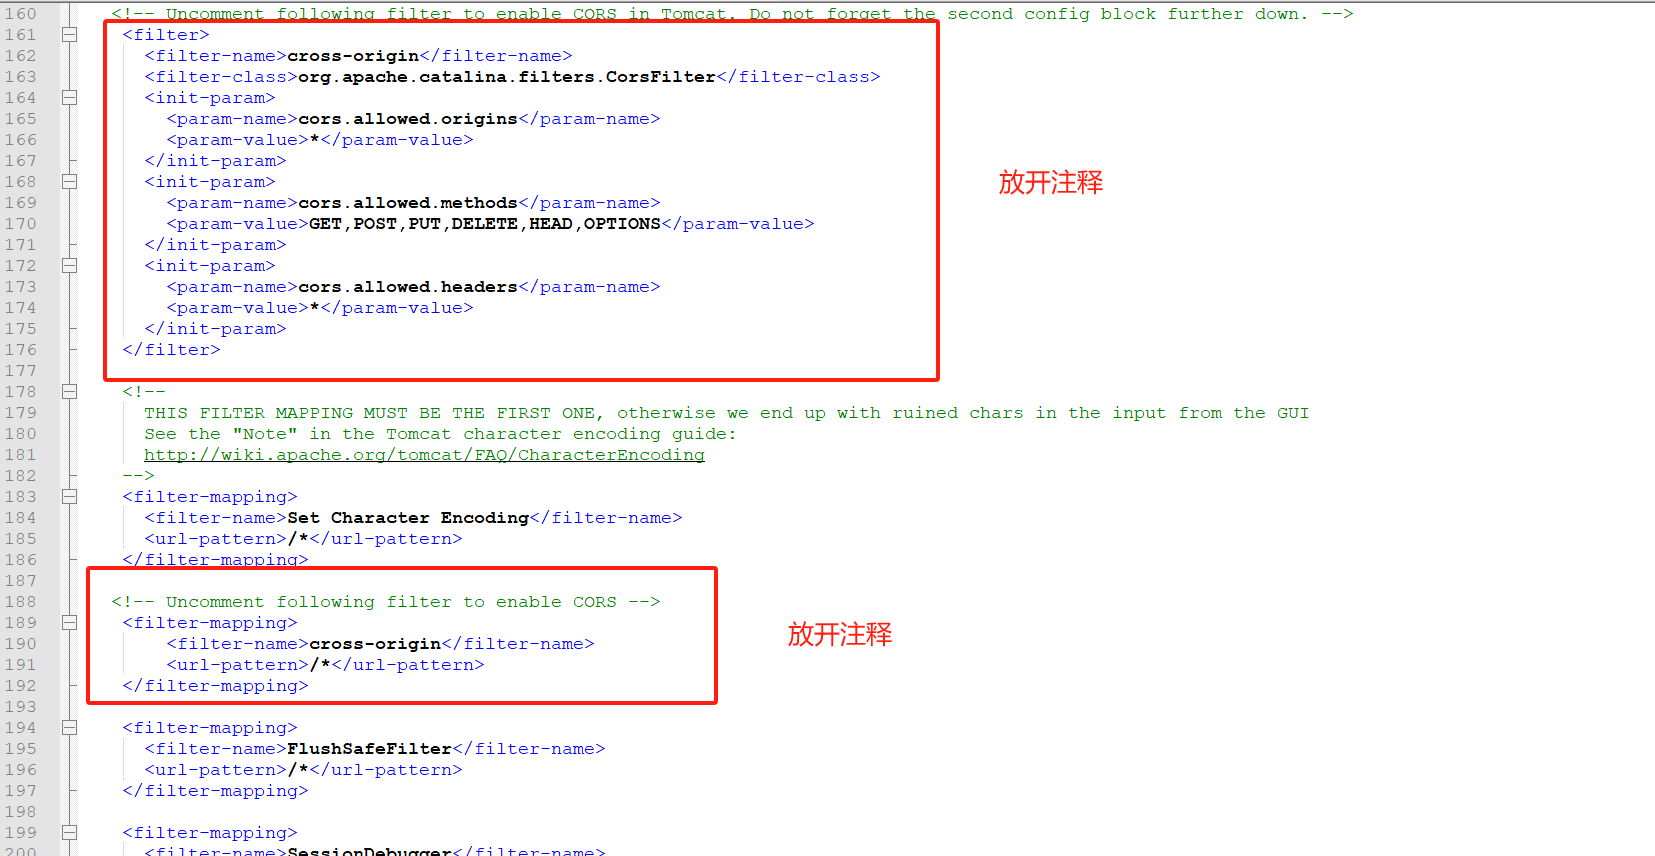 160 <!-- Uncomment following filter to enable CORS in Tomcat. Do not forget the second config block further down. -->
161 <filter>
162 <filter-name>cross-origin</filter-name>
163 <filter-class>org.apache.catalina.filters.CorsFilter</filter-class>
164 <init-param>
165 <param-name>cors.allowed.origins</param-name>
166 <param-value>*</param-value>
167 </init-param>
168 <init-param>
放开注释
169 <param-name>cors.allowed.methods</param-name>
170 <param-value>GET,POST,PUT,DELETE,HEAD,OPTIONS</param-value>
171 </init-param>
172 <init-param>
173 <param-name>cors.allowed.headers</param-name>
174 <param-value>*</param-value>
175 </init-param>
176 </filter>
177
178 <!--
179 THIS FILTER MAPPING MUST BE THE FIRST ONE, otherwise we end up with ruined chars in the input from the GUI
180 See the "Note" in the Tomcat character encoding guide:
181 http://wiki.apache.org/tomcat/FAQ/CharacterEncoding
182 -->
183 <filter-mapping>
184 <filter-name>Set Character Encoding</filter-name>
185 <url-pattern>/*</url-pattern>
186 </filter-mapping>
187
188 <!-- Uncomment following filter to enable CORS -->
189 <filter-mapping>
放开注释
190 <filter-name>cross-origin</filter-name>
191 <url-pattern>/*</url-pattern>
192 </filter-mapping>
193
194 <filter-mapping>
195 <filter-name>FlushSafeFilter</filter-name>
196 <url-pattern>/*</url-pattern>
197 </filter-mapping>
198
199 <filter-mapping>
200 <filter-name>SessionDebugger</filter-name>